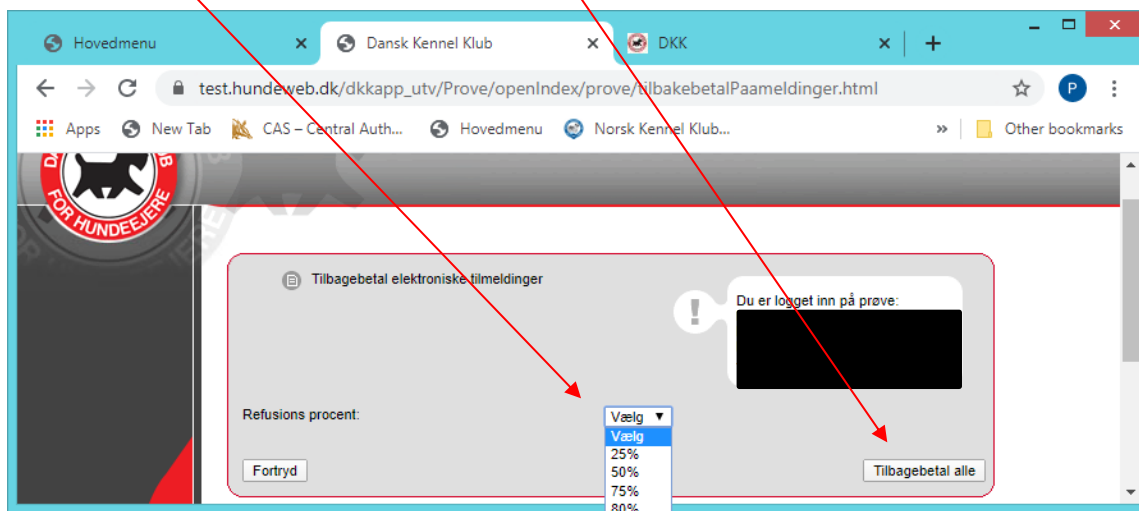 Hovedmenu
Dansk Kennel Klub
DKK
test.hundeweb.dk/dkkapp_utv/Prove/openIndex/prove/tilbakebetalPaameldinger.html
P
Apps
New Tab
CAS – Central Auth...
Hovedmenu
Norsk Kennel Klub...
»
Other bookmarks
FOR HUNDEEJERE
Tilbagebetal elektroniske tilmeldinger
!
Du er logget inn på prøve:
Refusions procent:
Vælg
Vælg
25%
50%
75%
80%
Fortryd
Tilbagebetal alle